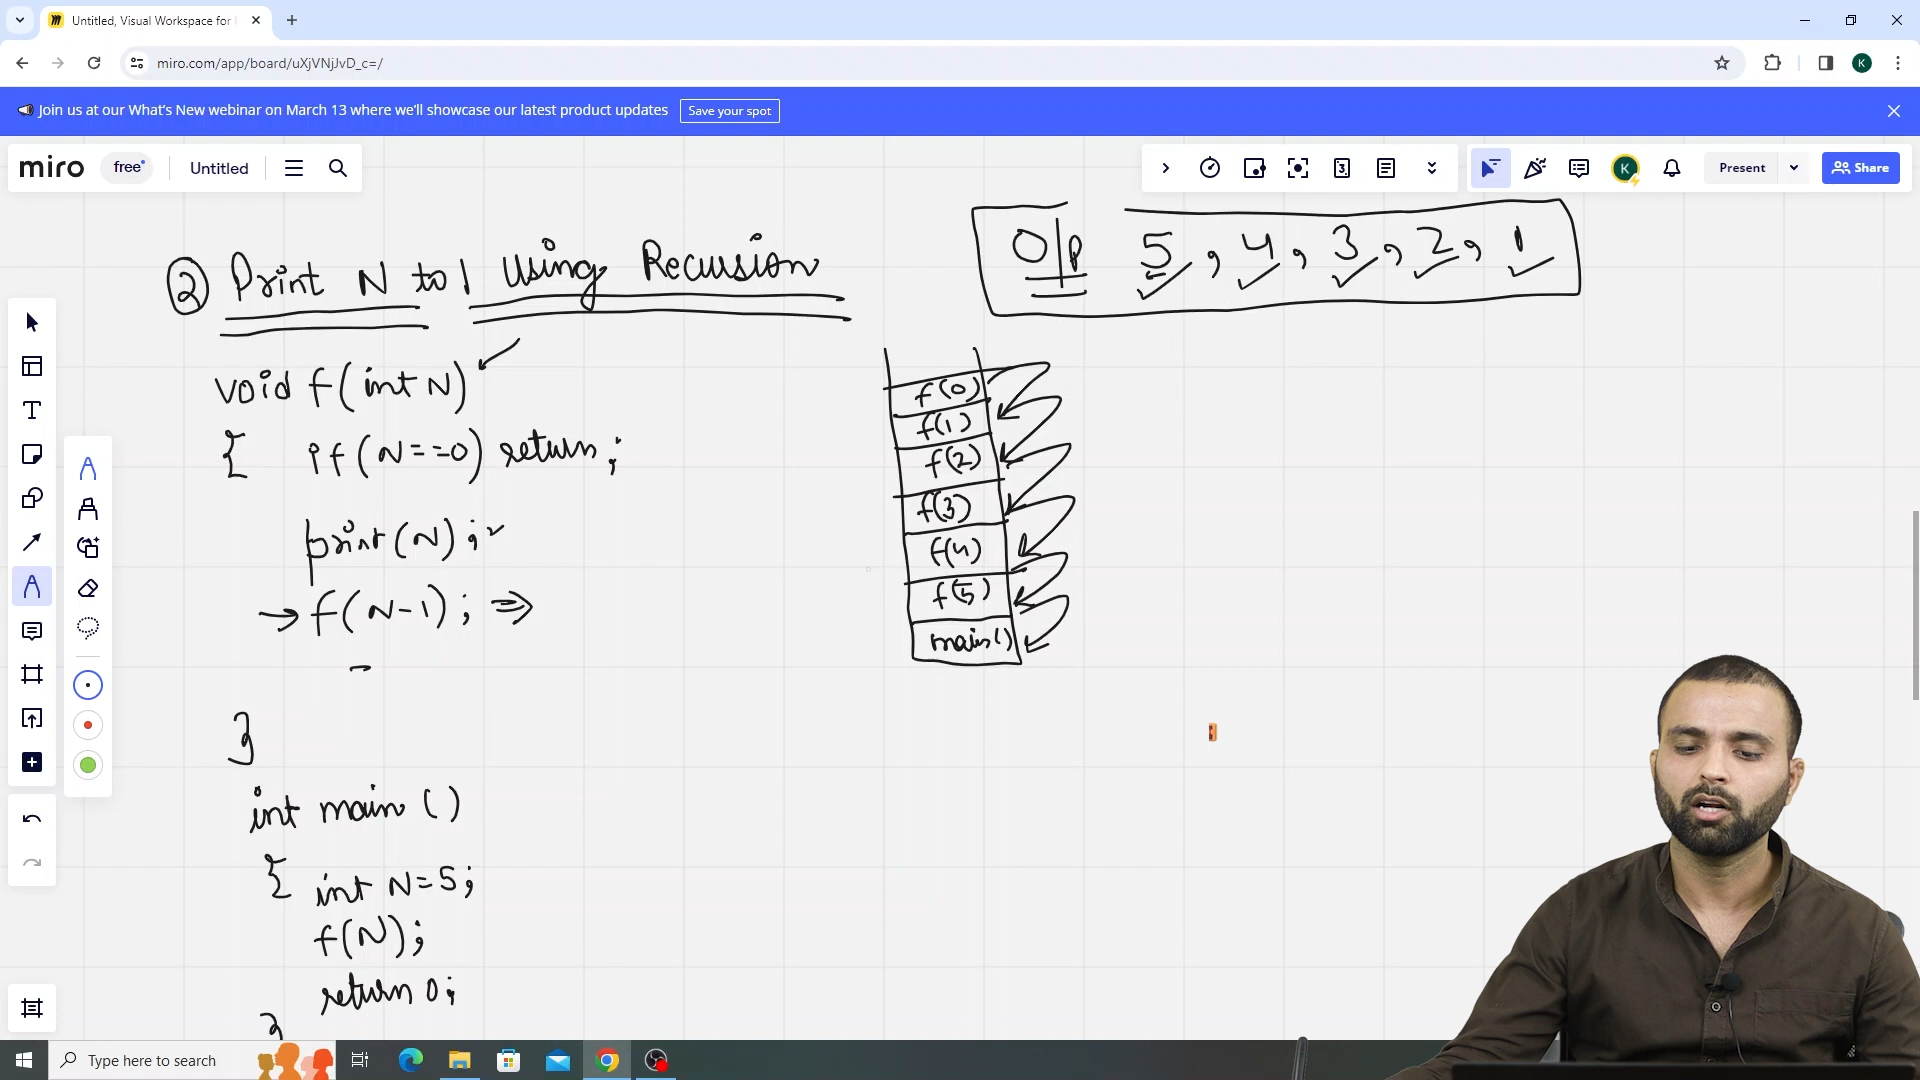 Untitled, Visual Workspace for
miro.com/app/board/uXjVNjJvD_c=/
Join us at our What's New webinar on March 13 where we'll showcase our latest product updates
Save your spot
miro
free
Untitled
K
Present
Share
② Print N to 1 Using Recursion
O/p 5, 4, 3, 2, 1
void f(int N)
{ if (N==0) return;
print(N);
→ f(N-1); ⇒
}
int main ()
{ int N=5;
f(N);
return 0;
}
f(0)
f(1)
f(2)
f(3)
f(4)
f(5)
main()
Type here to search